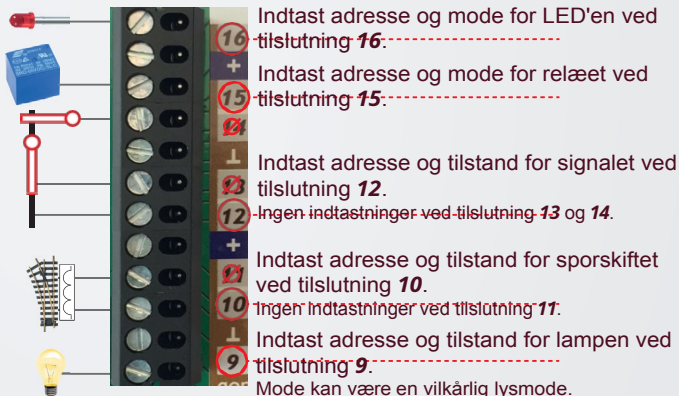 Indtast adresse og mode for LED'en ved
tilslutning 16.
Indtast adresse og mode for relæet ved
tilslutning 15.
Indtast adresse og tilstand for signalet ved
tilslutning 12.
Ingen indtastninger ved tilslutning 13 og 14.
Indtast adresse og tilstand for sporskiftet
ved tilslutning 10.
Ingen indtastninger ved tilslutning 11.
Indtast adresse og tilstand for lampen ved
tilslutning 9.
Mode kan være en vilkårlig lysmode.
16
+
15
14
⊥
13
12
+
11
10
⊥
9